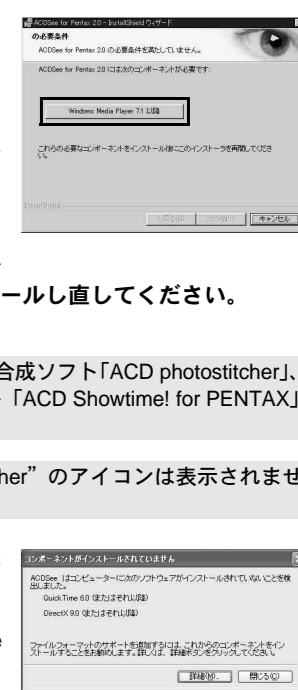 ACDSee for Pentax 2.0 - InstallShield ウィザード
の必要条件
ACDSee for Pentax 2.0 の必要条件を満たしていません。
ACDSee for Pentax 2.0 には次のコンポーネントが必要です:
Windows Media Player 7.1 以降
これらの必要なコンポーネントをインストール後にこのインストーラを再開してくださ
い。
InstallShield
< 戻る(B)
次へ(N) >
キャンセル
ールし直してください。
合成ソフト「ACD photostitcher」、
「ACD Showtime! for PENTAX」
her”のアイコンは表示されませ
コンポーネントがインストールされていません
ACDSee はコンピューターに次のソフトウェアがインストールされていないことを検
出しました。
QuickTime 6.0 (またはそれ以降)
DirectX 9.0 (またはそれ以降)
ファイルフォーマットのサポートを追加するには、これからのコンポーネントをイン
ストールすることをお勧めします。詳しくは、詳細ボタンをクリックしてください。
e
詳細(M)...
閉じる(C)